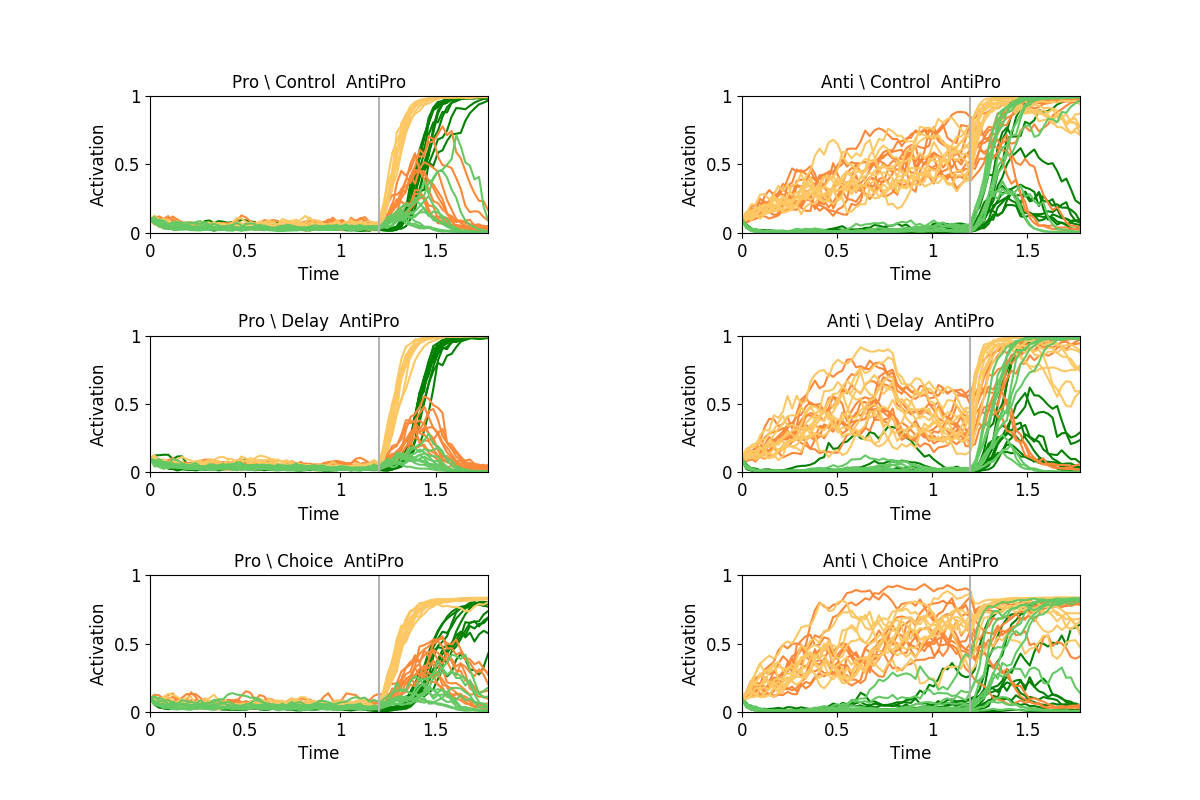 Pro \ Control  AntiPro
Activation
1
0.5
0
0
0.5
1
1.5
Time
Anti \ Control  AntiPro
Activation
1
0.5
0
0
0.5
1
1.5
Time
Pro \ Delay  AntiPro
Activation
1
0.5
0
0
0.5
1
1.5
Time
Anti \ Delay  AntiPro
Activation
1
0.5
0
0
0.5
1
1.5
Time
Pro \ Choice  AntiPro
Activation
1
0.5
0
0
0.5
1
1.5
Time
Anti \ Choice  AntiPro
Activation
1
0.5
0
0
0.5
1
1.5
Time